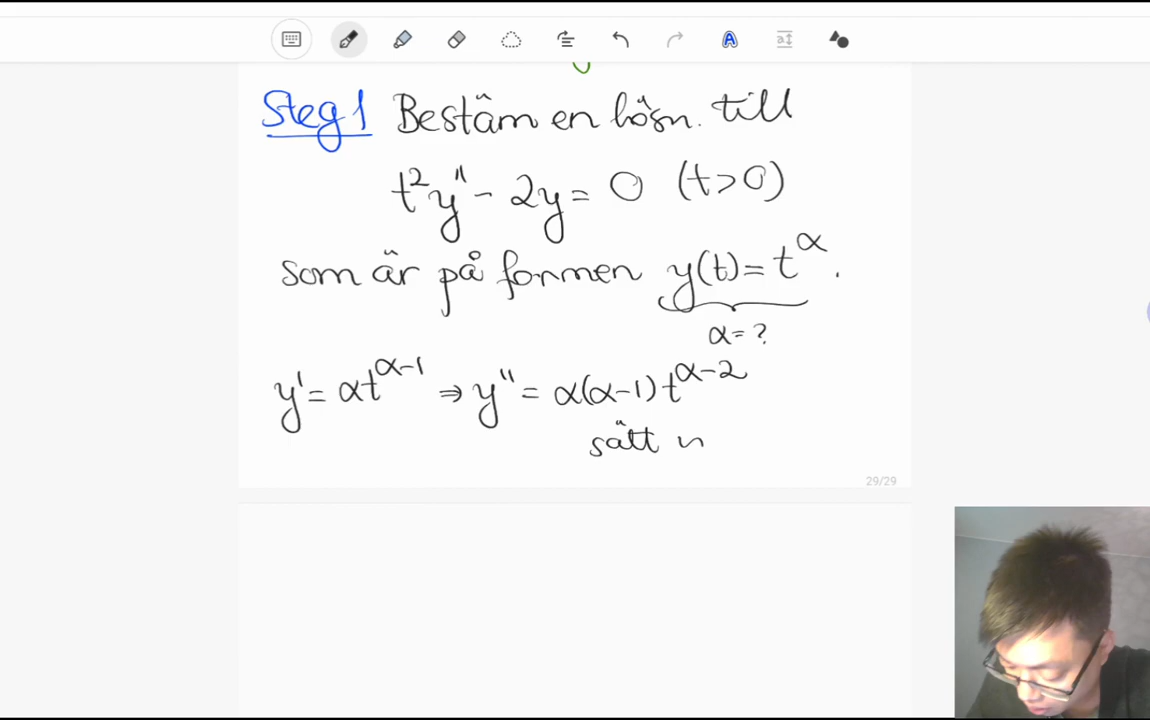 Steg 1 Bestäm en lösn. till
t²y'' - 2y = 0 (t>0)
som är på formen y(t) = t^α.
α = ?
y' = αt^(α-1) ⇒ y'' = α(α-1)t^(α-2)
sätt
29/29